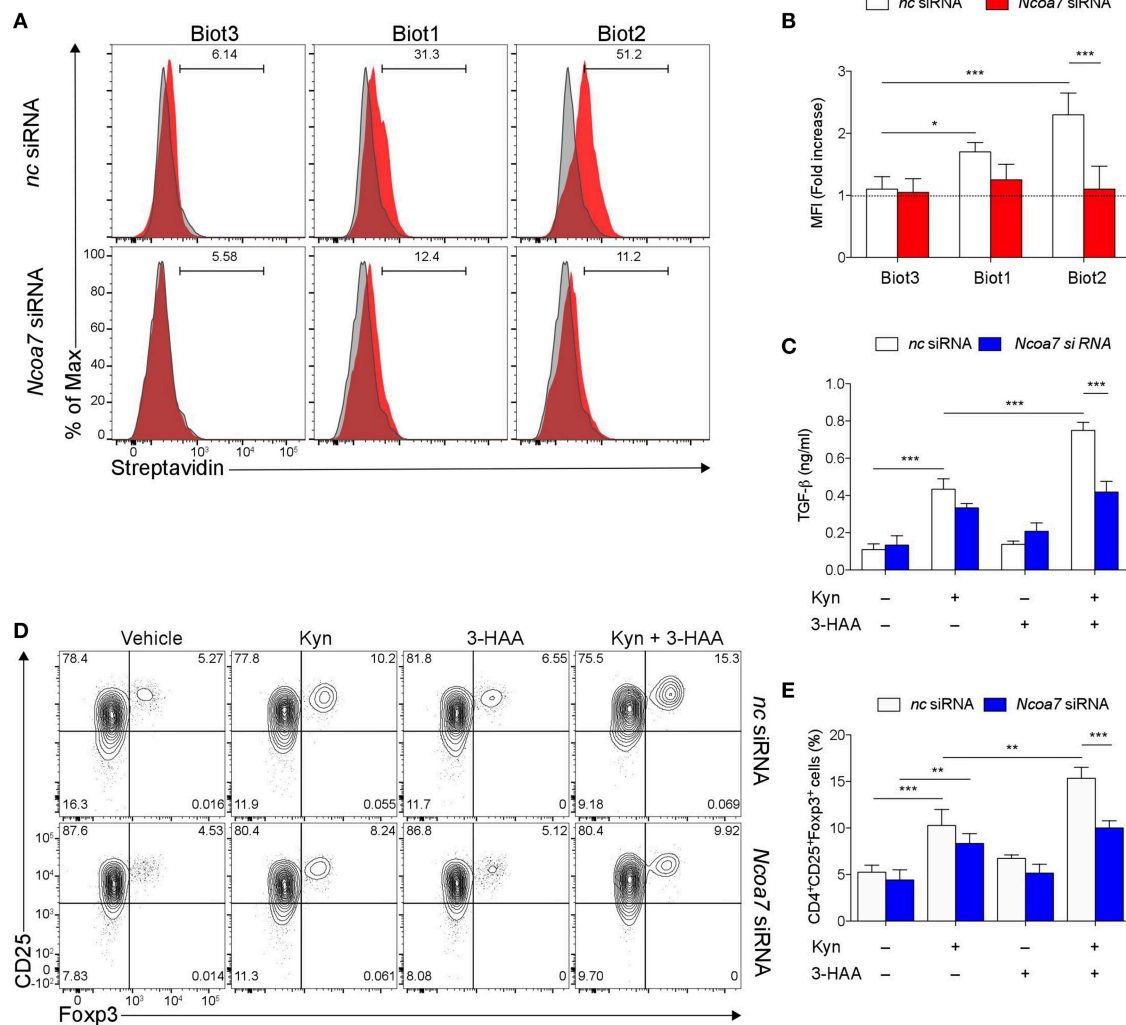 A
Biot3
Biot1
Biot2
6.14
31.3
51.2
nc siRNA
5.58
12.4
11.2
Ncoa7 siRNA
% of Max
100
80
60
40
20
0
0 10³ 10⁴ 10⁵
Streptavidin
B
nc siRNA
Ncoa7 siRNA
***
***
*
MFI (Fold increase)
3
2
1
0
Biot3
Biot1
Biot2
C
nc siRNA
Ncoa7 si RNA
***
***
***
TGF-β (ng/ml)
1.0
0.8
0.6
0.4
0.2
0.0
Kyn – + – +
3-HAA – – + +
D
Vehicle
Kyn
3-HAA
Kyn + 3-HAA
78.4 5.27
77.8 10.2
81.8 6.55
75.5 15.3
16.3 0.016
11.9 0.055
11.7 0
9.18 0.069
nc siRNA
87.6 4.53
80.4 8.24
86.8 5.12
80.4 9.92
7.83 0.014
11.3 0.061
8.08 0
9.70 0
Ncoa7 siRNA
CD25
10⁵
10⁴
10³
10²
0
-10²
0 10³ 10⁴ 10⁵
Foxp3
E
nc siRNA
Ncoa7 siRNA
**
***
**
***
CD4⁺CD25⁺Foxp3⁺ cells (%)
20
15
10
5
0
Kyn – + – +
3-HAA – – + +